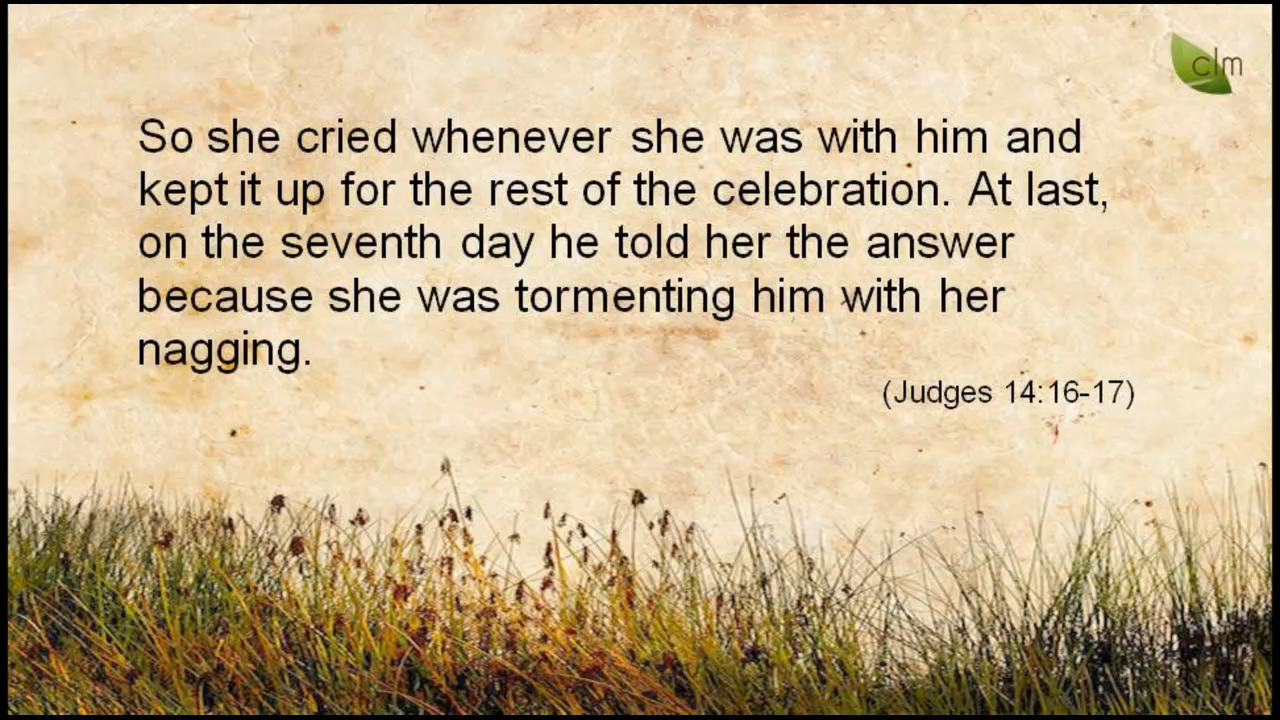 clm
So she cried whenever she was with him and
kept it up for the rest of the celebration. At last,
on the seventh day he told her the answer
because she was tormenting him with her
nagging.
(Judges 14:16-17)